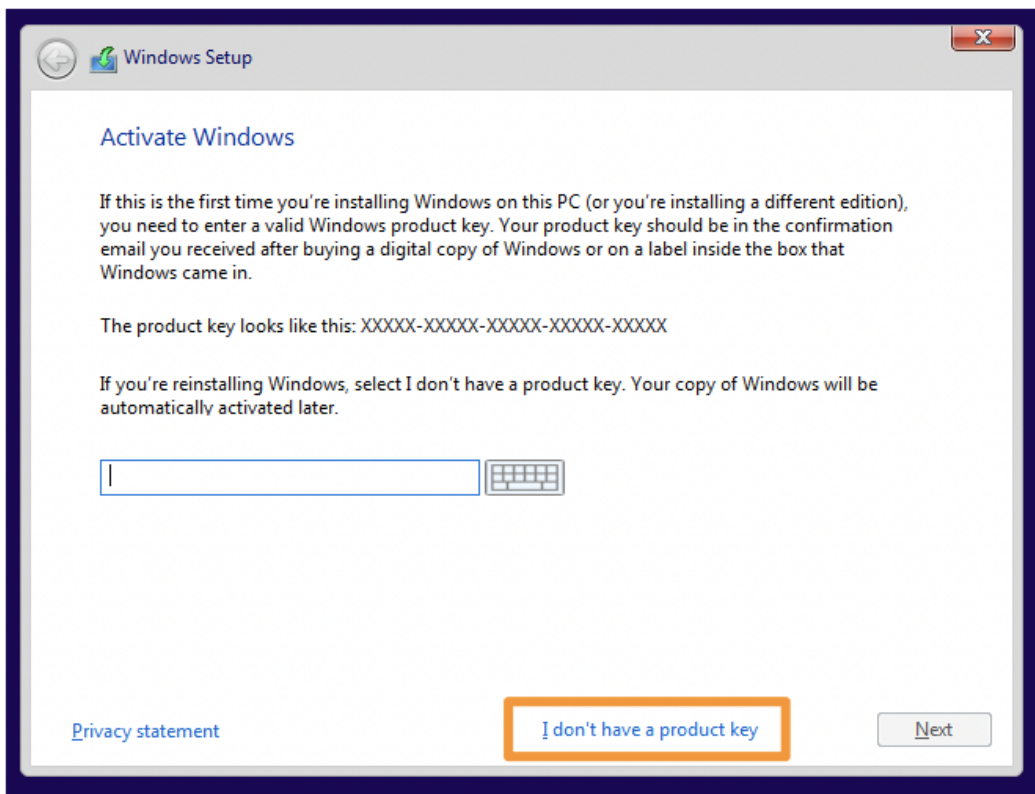 Windows Setup
X
Activate Windows
If this is the first time you're installing Windows on this PC (or you're installing a different edition),
you need to enter a valid Windows product key. Your product key should be in the confirmation
email you received after buying a digital copy of Windows or on a label inside the box that
Windows came in.
The product key looks like this: XXXXX-XXXXX-XXXXX-XXXXX-XXXXX
If you're reinstalling Windows, select I don't have a product key. Your copy of Windows will be
automatically activated later.
Privacy statement
I don't have a product key
Next